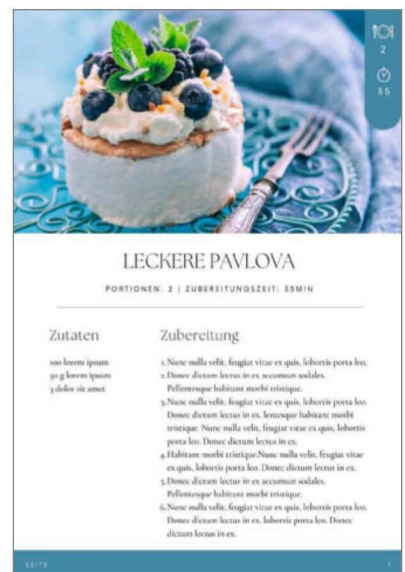 2
55
LECKERE PAVLOVA
PORTIONEN: 2 | ZUBEREITUNGSZEIT: 55MIN
Zutaten
100 lorem ipsum
90 g lorem ipsum
3 dolor sit amet
Zubereitung
1. Nunc nulla velit, feugiat vitae ex quis, lobortis porta leo.
2. Donec dictum lectus in ex accumsan sodales.
Pellentesque habitant morbi tristique.
3. Nunc nulla velit, feugiat vitae ex quis, lobortis porta leo.
Donec dictum lectus in ex. lentesque habitant morbi
tristique. Nunc nulla velit, feugiat vitae ex quis, lobortis
porta leo. Donec dictum lectus in ex.
4. Habitant morbi tristique.Nunc nulla velit, feugiat vitae
ex quis, lobortis porta leo. Donec dictum lectus in ex.
5. Donec dictum lectus in ex accumsan sodales.
Pellentesque habitant morbi tristique.
6. Nunc nulla velit, feugiat vitae ex quis, lobortis porta leo.
Donec dictum lectus in ex. lobortis porta leo. Donec
dictum lectus in ex.
SEITE
1